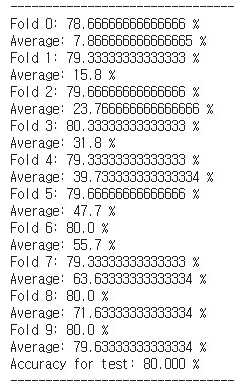 ----------------------------------
Fold 0: 78.66666666666666 %
Average: 7.866666666666665 %
Fold 1: 79.33333333333333 %
Average: 15.8 %
Fold 2: 79.66666666666666 %
Average: 23.766666666666666 %
Fold 3: 80.33333333333333 %
Average: 31.8 %
Fold 4: 79.33333333333333 %
Average: 39.733333333333334 %
Fold 5: 79.66666666666666 %
Average: 47.7 %
Fold 6: 80.0 %
Average: 55.7 %
Fold 7: 79.33333333333333 %
Average: 63.63333333333334 %
Fold 8: 80.0 %
Average: 71.63333333333334 %
Fold 9: 80.0 %
Average: 79.63333333333334 %
Accuracy for test: 80.000 %
----------------------------------